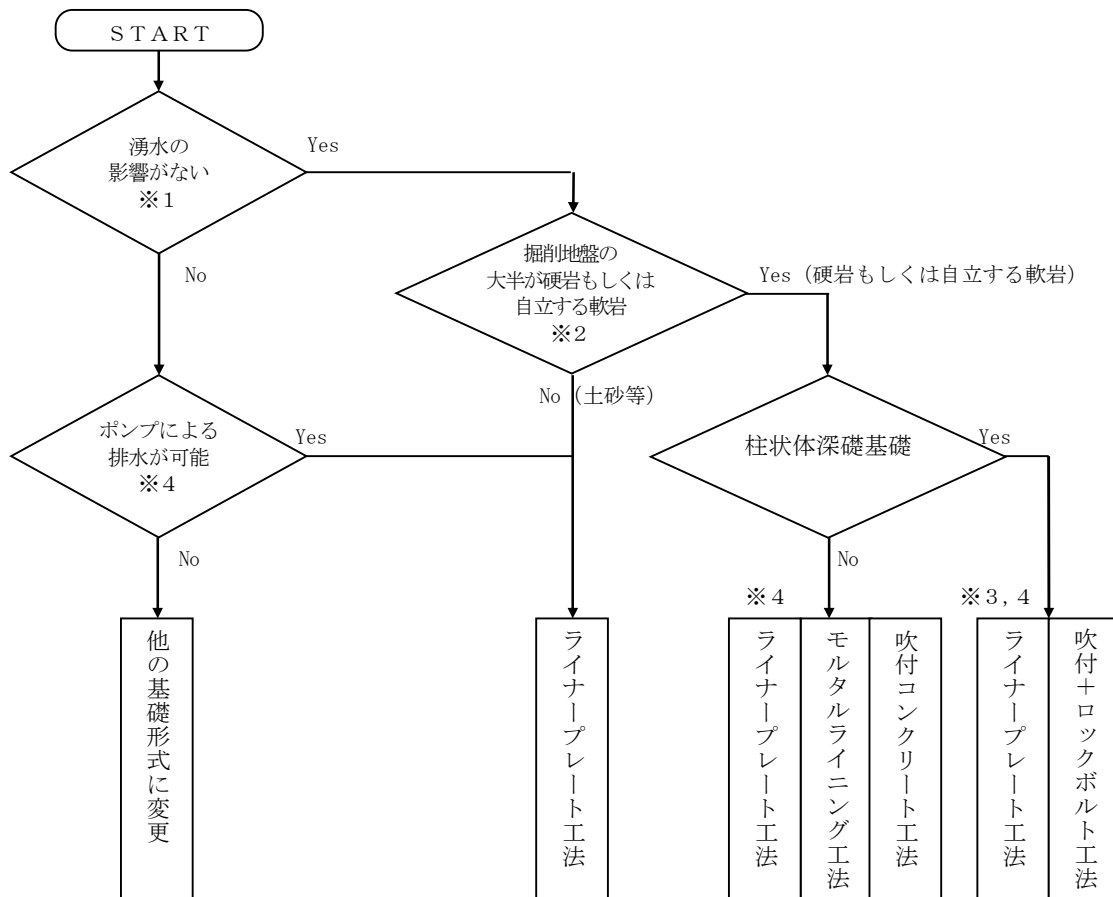 ＳＴＡＲＴ
湧水の
影響がない
※１
Yes
No
掘削地盤の
大半が硬岩もしくは
自立する軟岩
※２
Yes（硬岩もしくは自立する軟岩）
No（土砂等）
ポンプによる
排水が可能
※４
Yes
No
柱状体深礎基礎
Yes
No
※４
※３,４
他の基礎形式に変更
ライナープレート工法
ライナープレート工法
モルタルライニング工法
吹付コンクリート工法
ライナープレート工法
吹付＋ロックボルト工法